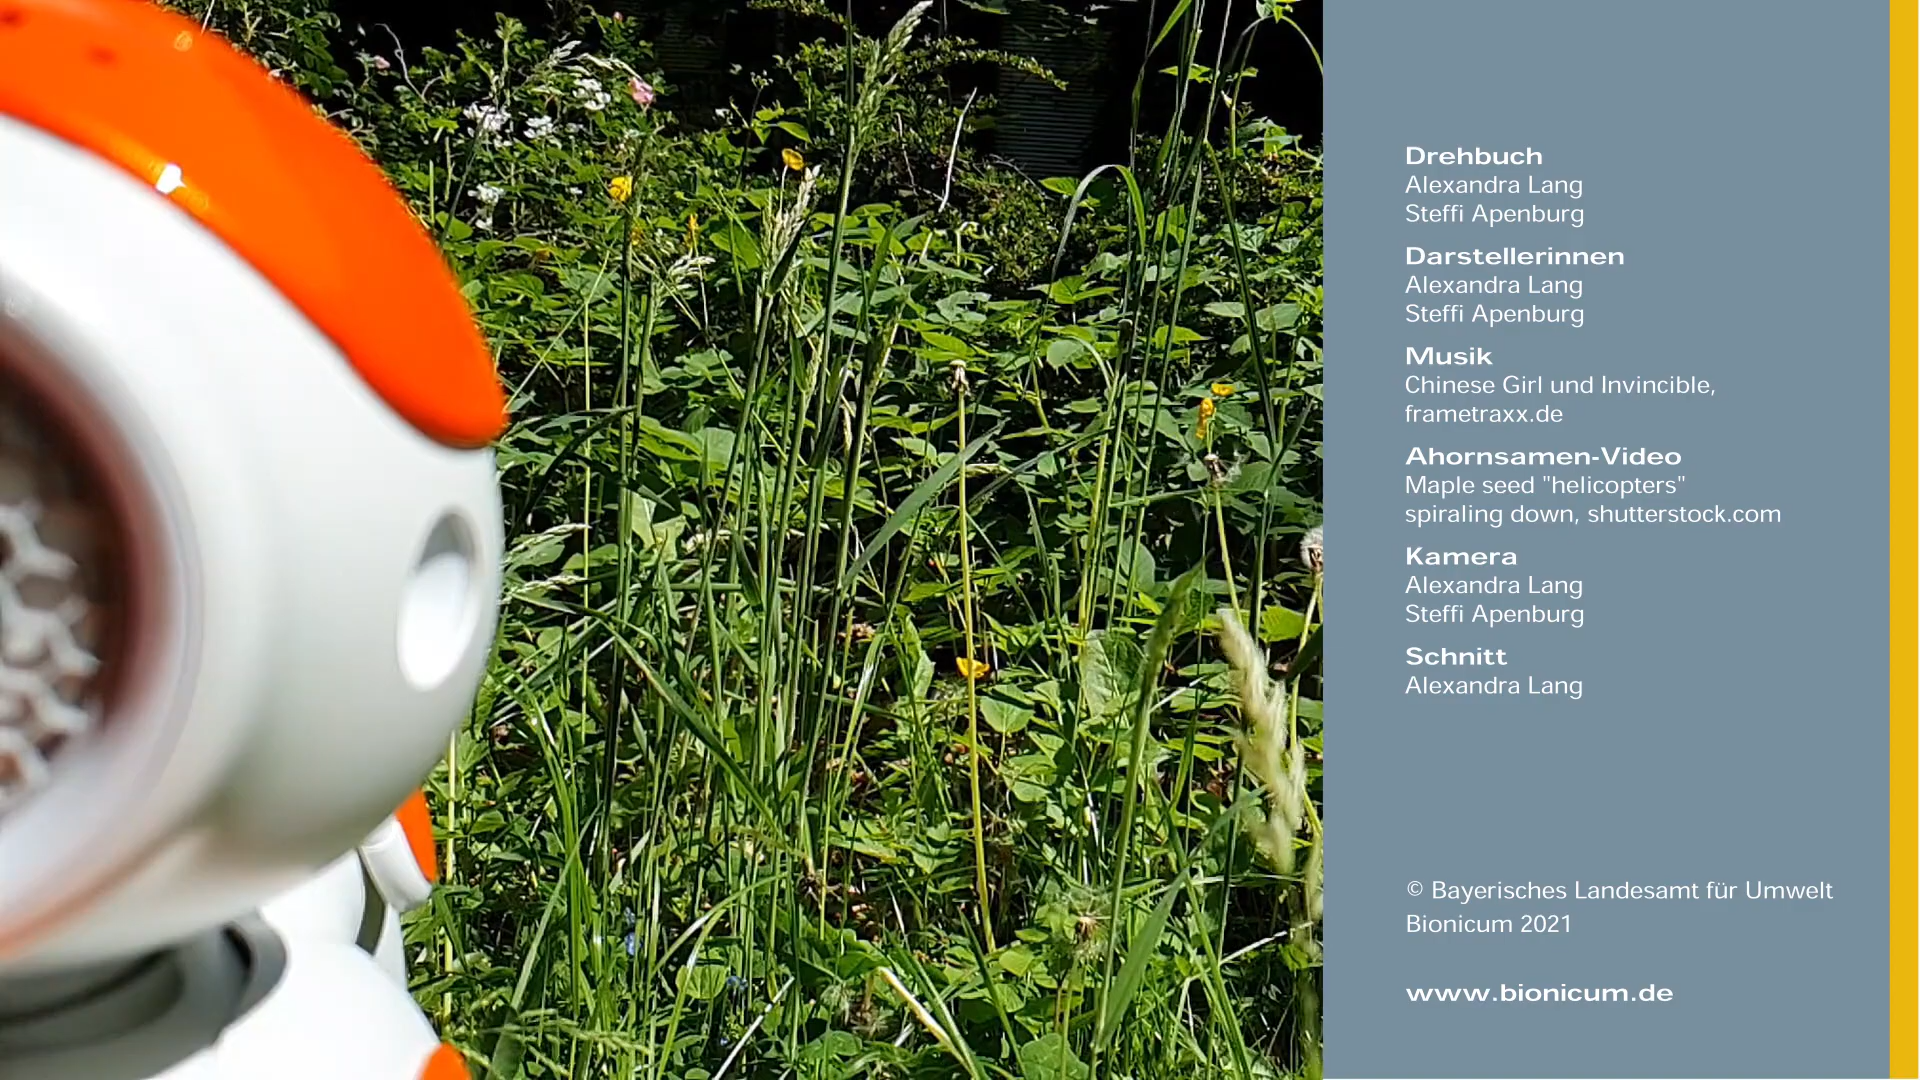 Drehbuch
Alexandra Lang
Steffi Apenburg
Darstellerinnen
Alexandra Lang
Steffi Apenburg
Musik
Chinese Girl und Invincible,
frametraxx.de
Ahornsamen-Video
Maple seed "helicopters"
spiraling down, shutterstock.com
Kamera
Alexandra Lang
Steffi Apenburg
Schnitt
Alexandra Lang
© Bayerisches Landesamt für Umwelt
Bionicum 2021
www.bionicum.de